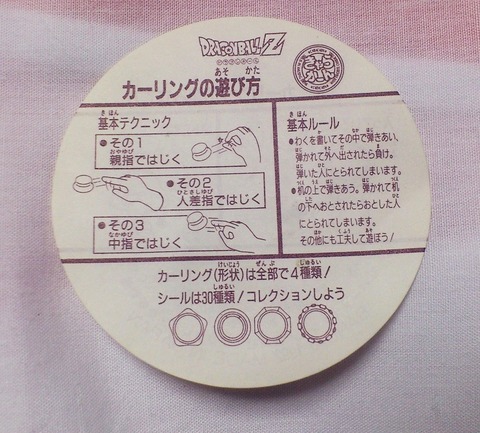 DRAGONBALL Z
カーリングの遊び方
基本テクニック
●その1
親指ではじく
●その2
人差指ではじく
●その3
中指ではじく
基本ルール
●わくを書いてその中で弾きあい、
弾かれて外へ出されたら負け。
弾いた人にとられてしまいます。
●机の上で弾きあう。弾かれて机
の下へおとされたらおとした人
にとられてしまいます。
その他にも工夫して遊ぼう!
カーリング(形状)は全部で4種類!
シールは30種類!コレクションしよう